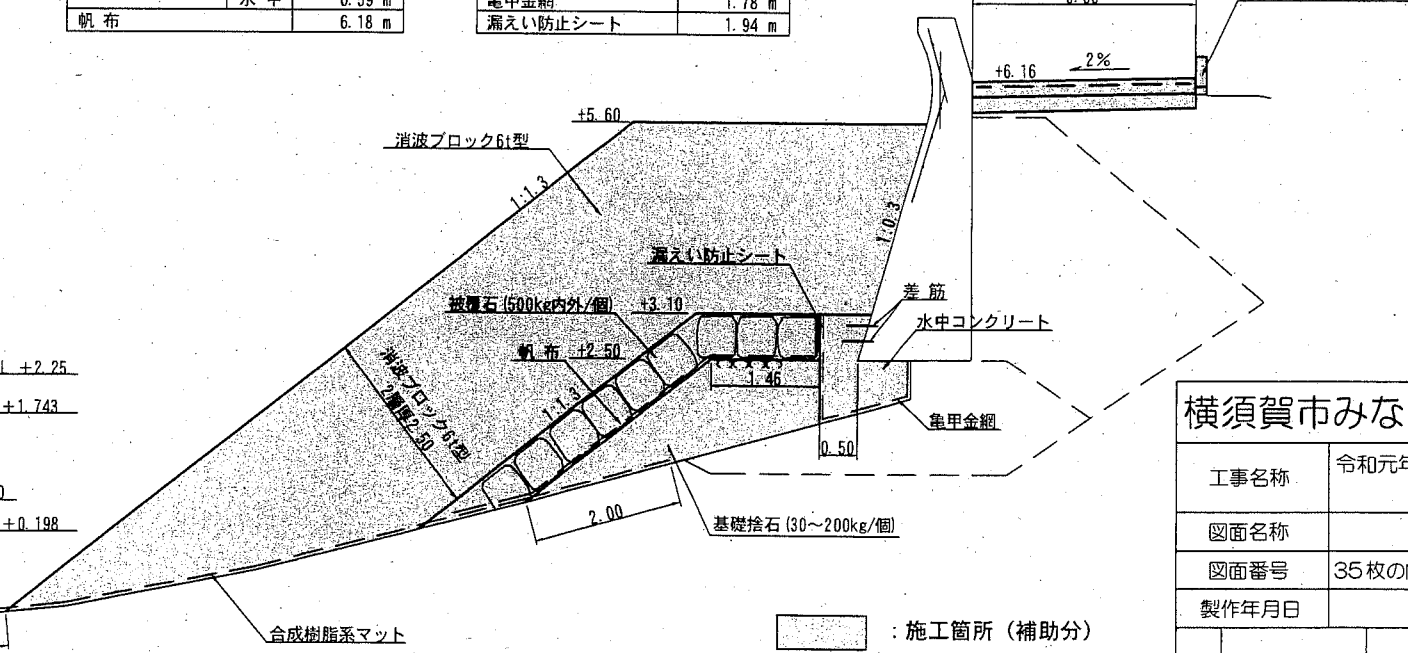 水 中 6.59 m
帆 布 6.18 m
亀甲金網 1.78 m
漏えい防止シート 1.94 m
+6.16
2%
+5.60
消波ブロック6t型
1:1.3
1:0.3
漏えい防止シート
被覆石(500kg内外/個)
+3.10
差 筋
水中コンクリート
帆 布
+2.50
+2.25
+1.743
消波ブロック6t型
2層厚2.50
1:1.3
1.46
亀甲金網
0.50
+0.198
2.00
基礎捨石(30〜200kg/個)
合成樹脂系マット
:施工箇所(補助分)
横須賀市みな
工事名称 令和元年
図面名称
図面番号 35枚の
製作年月日